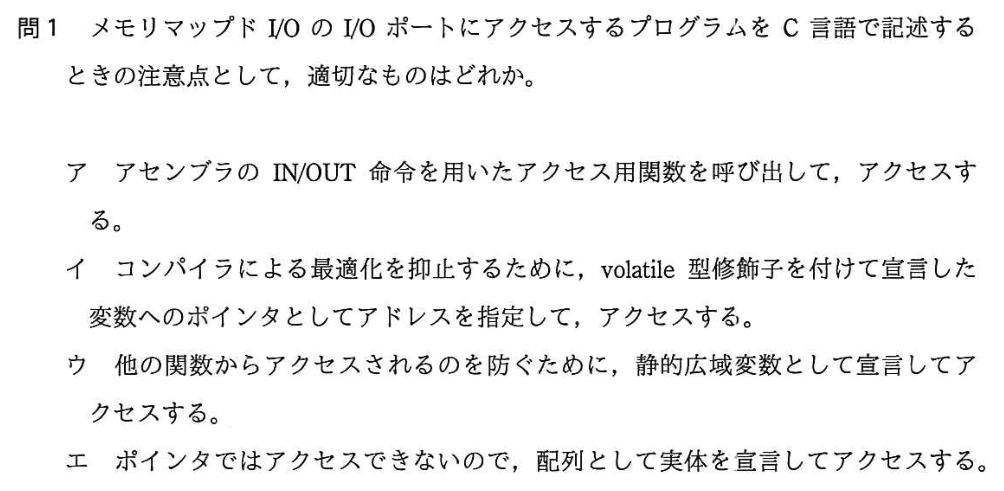 問1　メモリマップド I/O の I/O ポートにアクセスするプログラムを C 言語で記述する
ときの注意点として，適切なものはどれか。
ア　アセンブラの IN/OUT 命令を用いたアクセス用関数を呼び出して，アクセスす
る。
イ　コンパイラによる最適化を抑止するために，volatile 型修飾子を付けて宣言した
変数へのポインタとしてアドレスを指定して，アクセスする。
ウ　他の関数からアクセスされるのを防ぐために，静的広域変数として宣言してア
クセスする。
エ　ポインタではアクセスできないので，配列として実体を宣言してアクセスする。